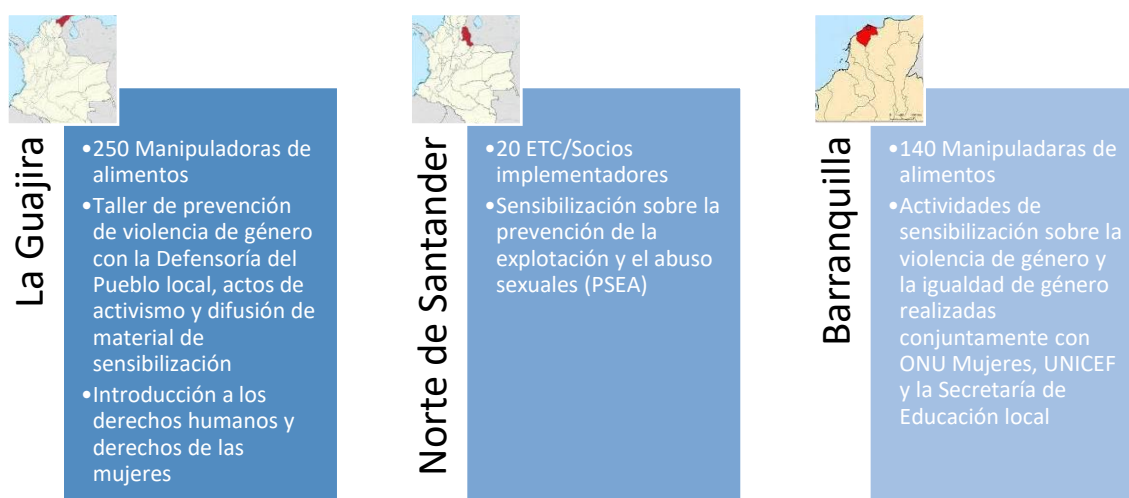 La Guajira
•250 Manipuladoras de
alimentos
•Taller de prevención
de violencia de género
con la Defensoría del
Pueblo local, actos de
activismo y difusión de
material de
sensibilización
•Introducción a los
derechos humanos y
derechos de las
mujeres
Norte de Santander
•20 ETC/Socios
implementadores
•Sensibilización sobre la
prevención de la
explotación y el abuso
sexuales (PSEA)
Barranquilla
•140 Manipuladaras de
alimentos
•Actividades de
sensibilización sobre la
violencia de género y
la igualdad de género
realizadas
conjuntamente con
ONU Mujeres, UNICEF
y la Secretaría de
Educación local